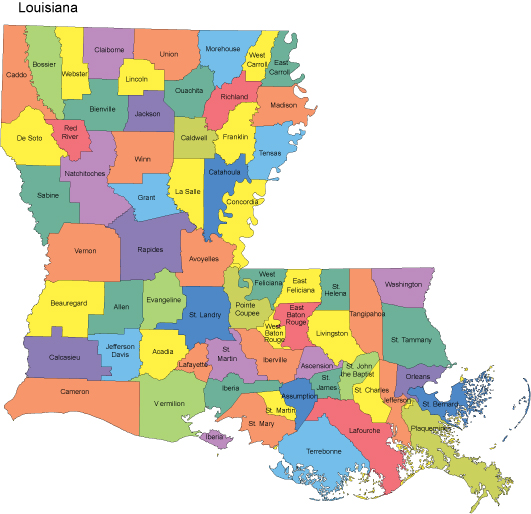 Louisiana
Caddo
Bossier
Webster
Claiborne
Lincoln
Union
Morehouse
West
Carroll
East
Carroll
Ouachita
Richland
Madison
Bienville
Jackson
De Soto
Red
River
Caldwell
Franklin
Tensas
Winn
Natchitoches
Sabine
Grant
La Salle
Catahoula
Concordia
Vernon
Rapides
Avoyelles
Beauregard
Allen
Evangeline
St. Landry
Pointe
Coupee
West
Feliciana
East
Feliciana
St.
Helena
Tangipahoa
Washington
East Baton
Rouge
West
Baton
Rouge
Livingston
St. Tammany
Calcasieu
Jefferson
Davis
Acadia
Lafayette
St.
Martin
Iberville
Ascension
St. John
the Baptist
St.
James
St. Charles
Orleans
Jefferson
St. Bernard
Cameron
Vermilion
Iberia
St. Martin
Assumption
St. Mary
Iberian
Lafourche
Terrebonne
Plaquemines